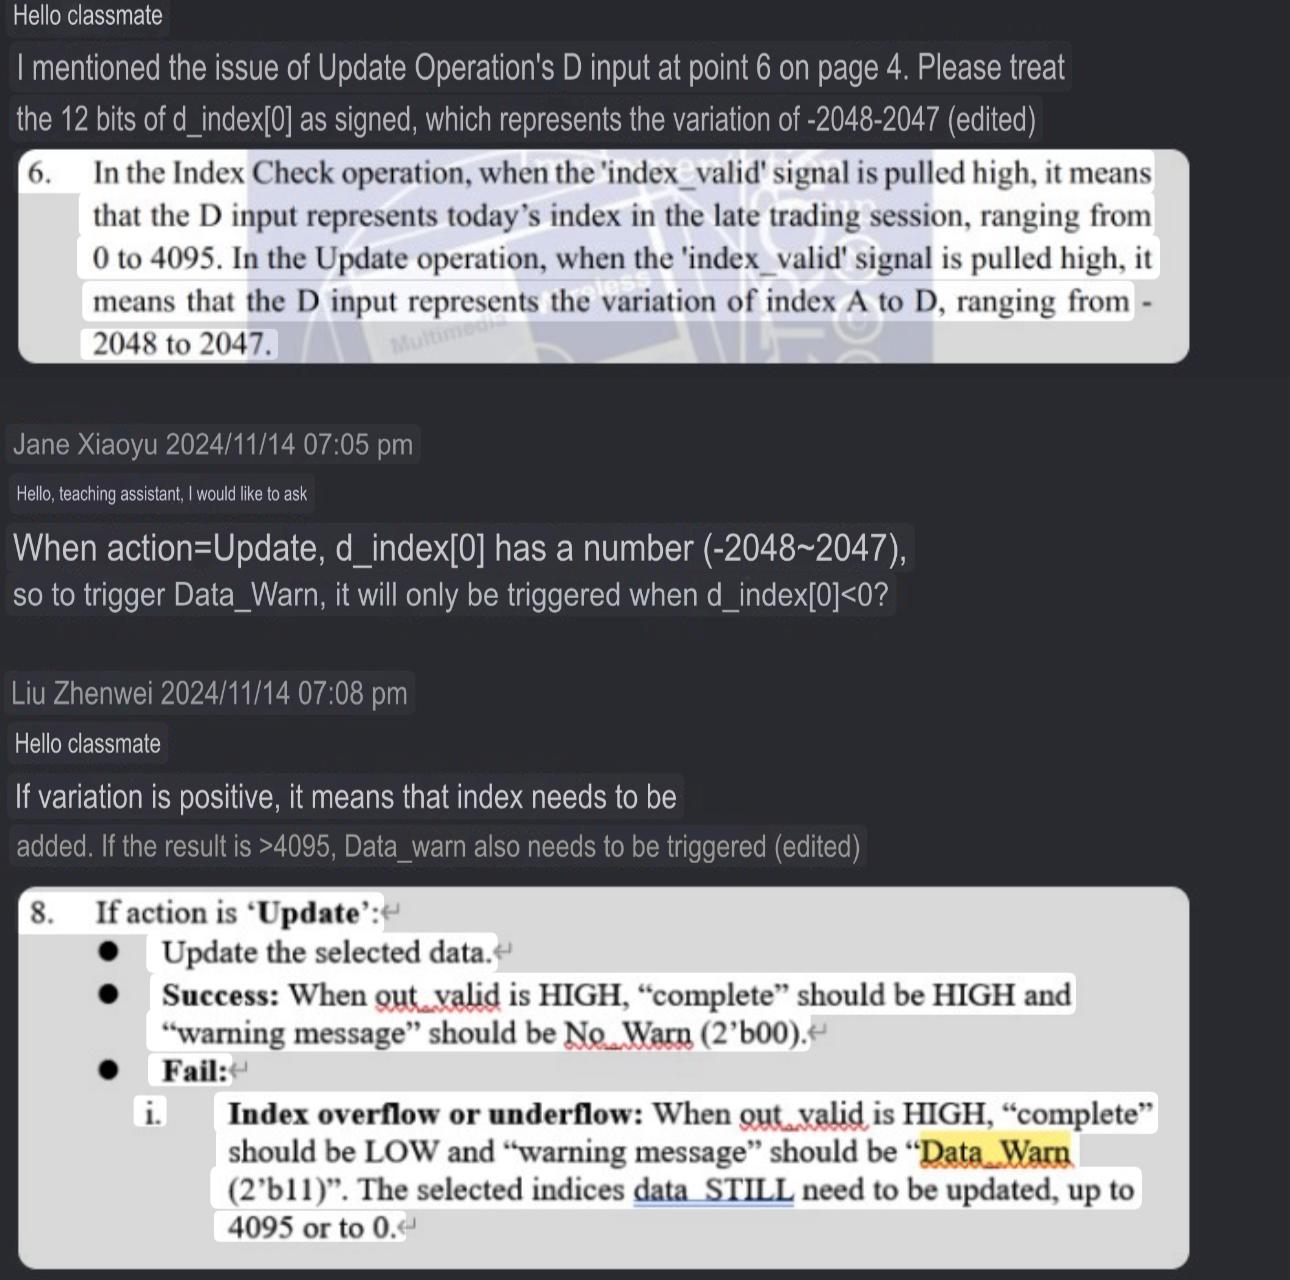 Hello classmate
I mentioned the issue of Update Operation's D input at point 6 on page 4. Please treat
the 12 bits of d_index[0] as signed, which represents the variation of -2048-2047 (edited)
6. In the Index Check operation, when the 'index_valid' signal is pulled high, it means
that the D input represents today's index in the late trading session, ranging from
0 to 4095. In the Update operation, when the 'index_valid' signal is pulled high, it
means that the D input represents the variation of index A to D, ranging from -
2048 to 2047.
Multimedia
Jane Xiaoyu 2024/11/14 07:05 pm
Hello, teaching assistant, I would like to ask
When action=Update, d_index[0] has a number (-2048~2047),
so to trigger Data_Warn, it will only be triggered when d_index[0]<0?
Liu Zhenwei 2024/11/14 07:08 pm
Hello classmate
If variation is positive, it means that index needs to be
added. If the result is >4095, Data_warn also needs to be triggered (edited)
8. If action is ‘Update’:↵
● Update the selected data.↵
● Success: When out_valid is HIGH, “complete” should be HIGH and
“warning message” should be No_Warn (2’b00).↵
● Fail:↵
i. Index overflow or underflow: When out_valid is HIGH, “complete”
should be LOW and “warning message” should be “Data_Warn
(2’b11)”. The selected indices data STILL need to be updated, up to
4095 or to 0.↵